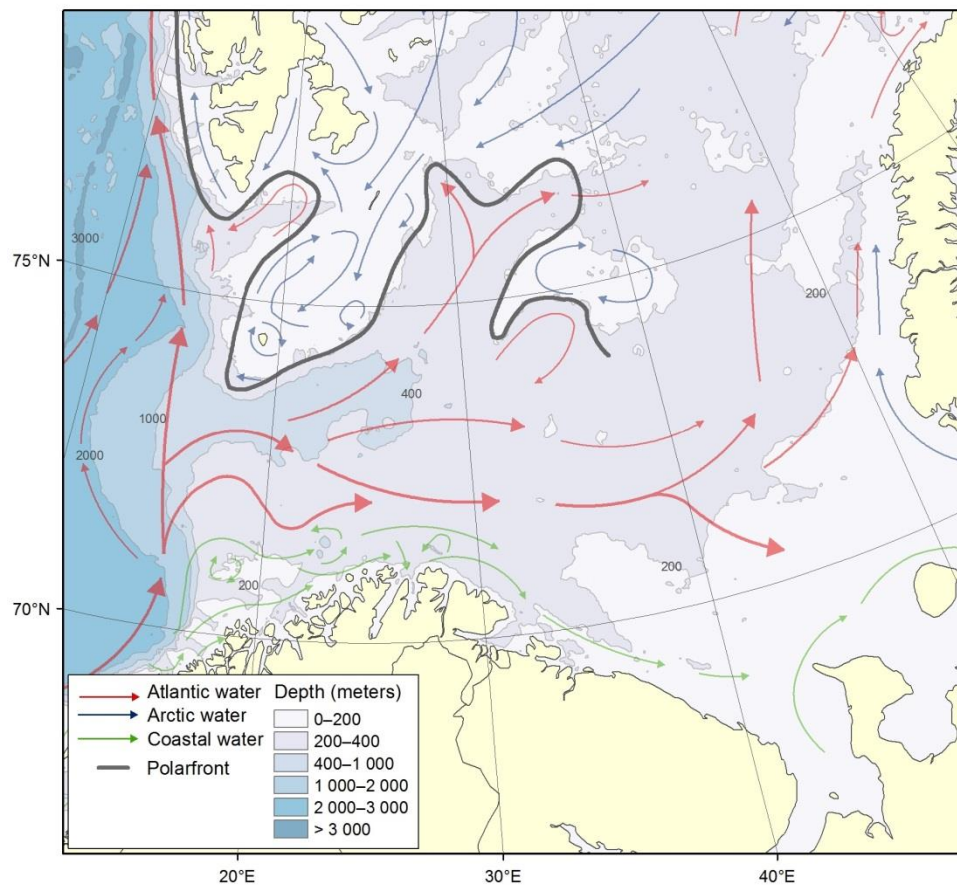 3000
75°N
200
400
1000
2000
200
200
70°N
Atlantic water
Arctic water
Coastal water
Polarfront
Depth (meters)
0–200
200–400
400–1 000
1 000–2 000
2 000–3 000
> 3 000
20°E
30°E
40°E